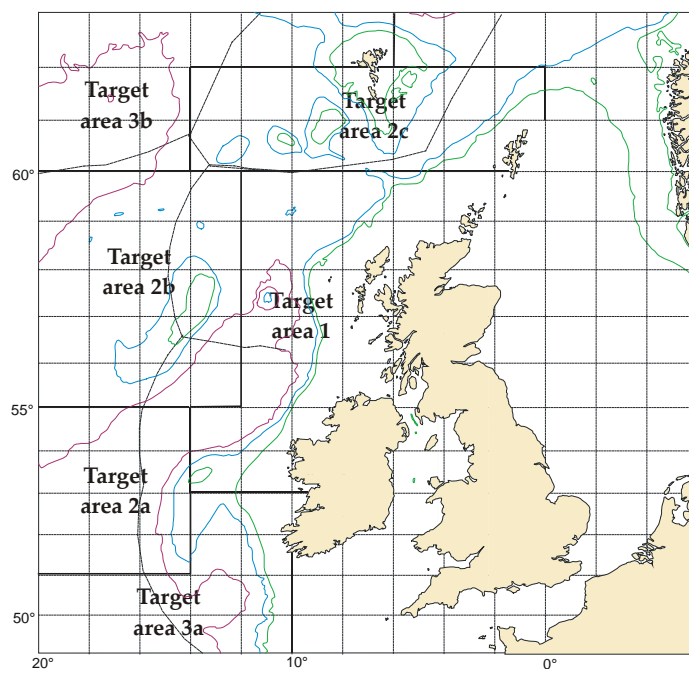 Target
area 3b
Target
area 2c
60°
Target
area 2b
Target
area 1
55°
Target
area 2a
Target
area 3a
50°
20°
10°
0°